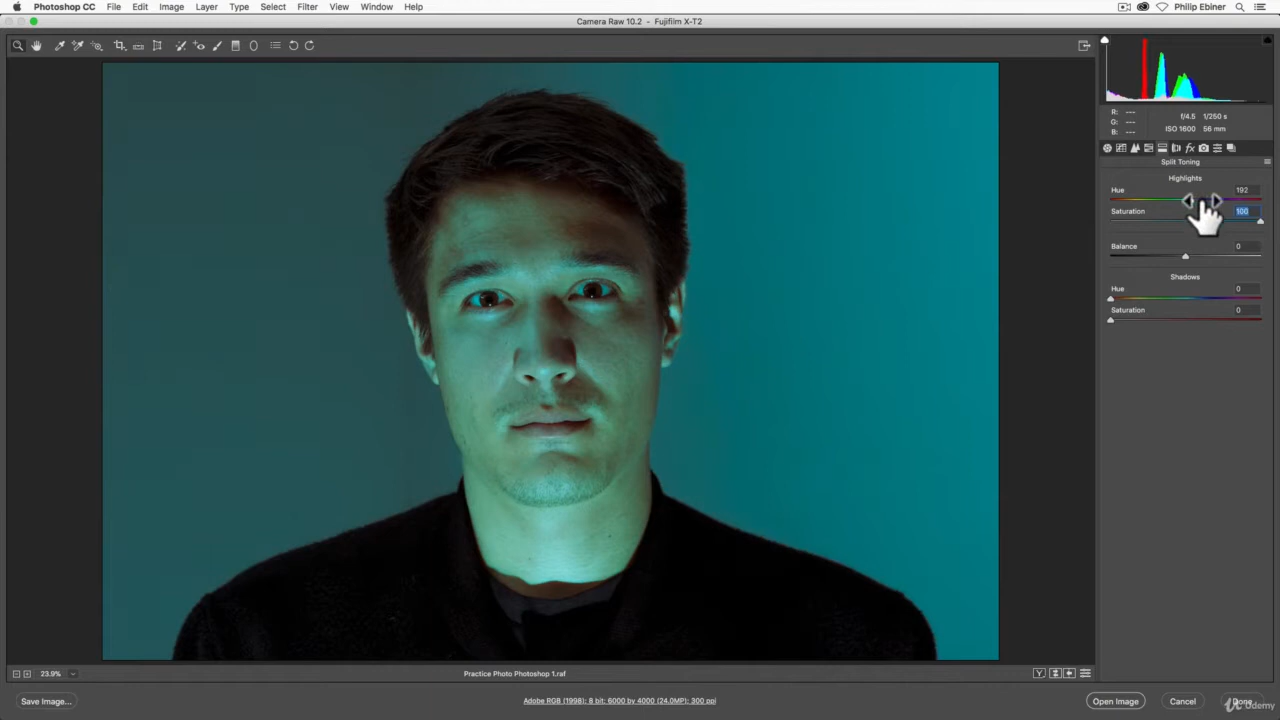 Photoshop CC File Edit Image Layer Type Select Filter View Window Help Philip Ebiner
Camera Raw 10.2 - Fujifilm X-T2
R: ---
G: ---
B: ---
f/4.5 1/250 s
ISO 1600 56 mm
fx
Split Toning
Highlights
Hue 192
Saturation 100
Balance 0
Shadows
Hue 0
Saturation 0
23.9%
Practice Photo Photoshop 1.raf
Y
Save Image...
Adobe RGB (1998); 8 bit; 6000 by 4000 (24.0MP); 300 ppi
Open Image Cancel Done
Udemy